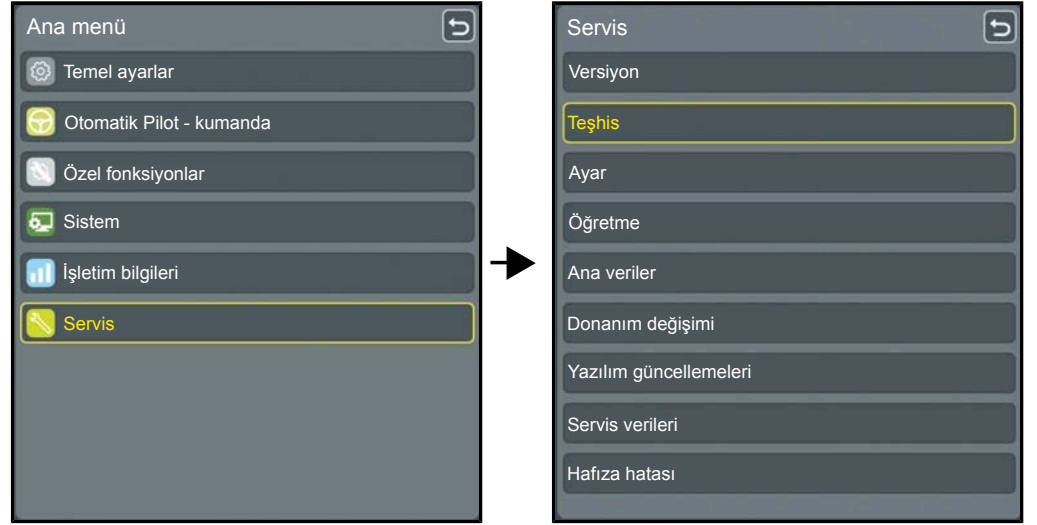 Ana menü
Temel ayarlar
Otomatik Pilot - kumanda
Özel fonksiyonlar
Sistem
İşletim bilgileri
Servis
Servis
Versiyon
Teşhis
Ayar
Öğretme
Ana veriler
Donanım değişimi
Yazılım güncellemeleri
Servis verileri
Hafıza hatası